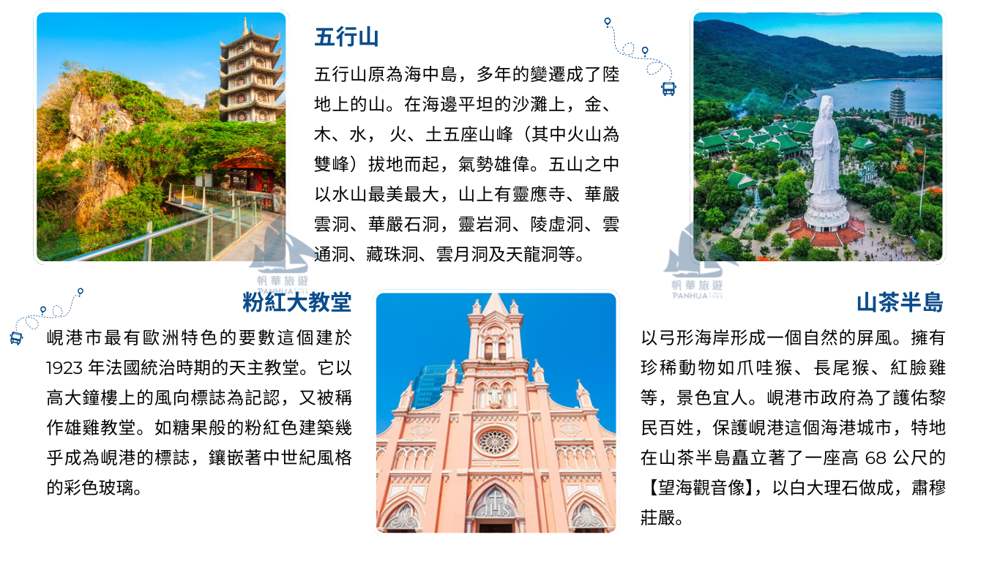 五行山
五行山原為海中島，多年的變遷成了陸
地上的山。在海邊平坦的沙灘上，金、
木、水， 火、土五座山峰（其中火山為
雙峰）拔地而起，氣勢雄偉。五山之中
以水山最美最大，山上有靈應寺、華嚴
雲洞、華嚴石洞，靈岩洞、陵虛洞、雲
通洞、藏珠洞、雲月洞及天龍洞等。
帆華旅遊
PANHUA
帆華旅遊
PANHUA
粉紅大教堂
峴港市最有歐洲特色的要數這個建於
1923 年法國統治時期的天主教堂。它以
高大鐘樓上的風向標誌為記認，又被稱
作雄雞教堂。如糖果般的粉紅色建築幾
乎成為峴港的標誌，鑲嵌著中世紀風格
的彩色玻璃。
JHS
山茶半島
以弓形海岸形成一個自然的屏風。擁有
珍稀動物如爪哇猴、長尾猴、紅臉雞
等，景色宜人。峴港市政府為了護佑黎
民百姓，保護峴港這個海港城市，特地
在山茶半島矗立著了一座高 68 公尺的
【望海觀音像】，以白大理石做成，肅穆
莊嚴。